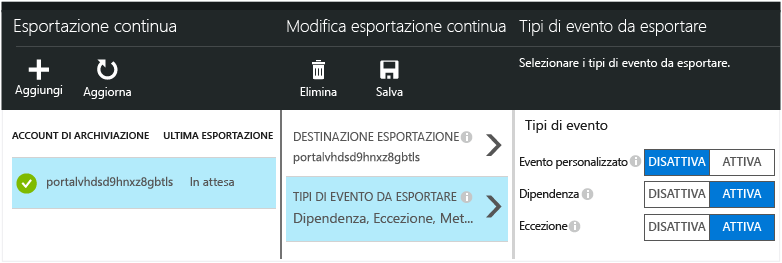 Esportazione continua
Aggiungi Aggiorna
ACCOUNT DI ARCHIVIAZIONE ULTIMA ESPORTAZIONE
portalvhdsd9hnxz8gbtls In attesa
Modifica esportazione continua
Elimina Salva
DESTINAZIONE ESPORTAZIONE
portalvhdsd9hnxz8gbtls
TIPI DI EVENTO DA ESPORTARE
Dipendenza, Eccezione, Met...
Tipi di evento da esportare
Selezionare i tipi di evento da esportare.
Tipi di evento
Evento personalizzato DISATTIVA ATTIVA
Dipendenza DISATTIVA ATTIVA
Eccezione DISATTIVA ATTIVA